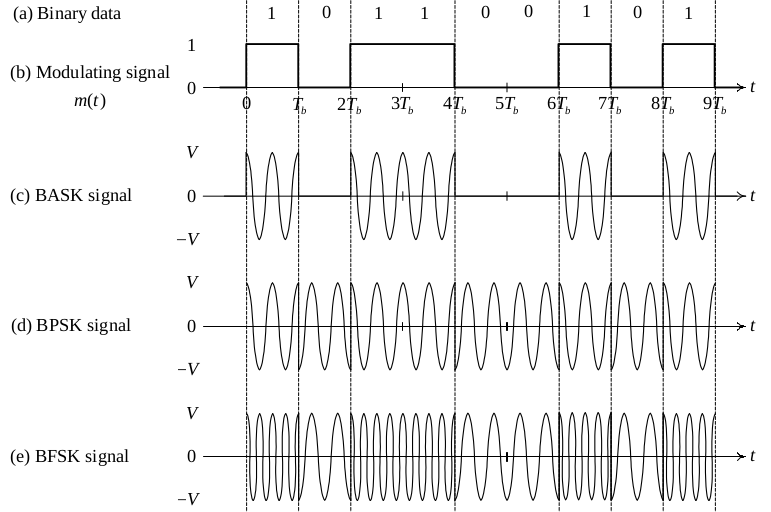 (a) Binary data 1 0 1 1 0 0 1 0 1
1
(b) Modulating signal
0 t
m(t) 0 T_b 2T_b 3T_b 4T_b 5T_b 6T_b 7T_b 8T_b 9T_b
V
(c) BASK signal 0 t
−V
V
(d) BPSK signal 0 t
−V
V
(e) BFSK signal 0 t
−V